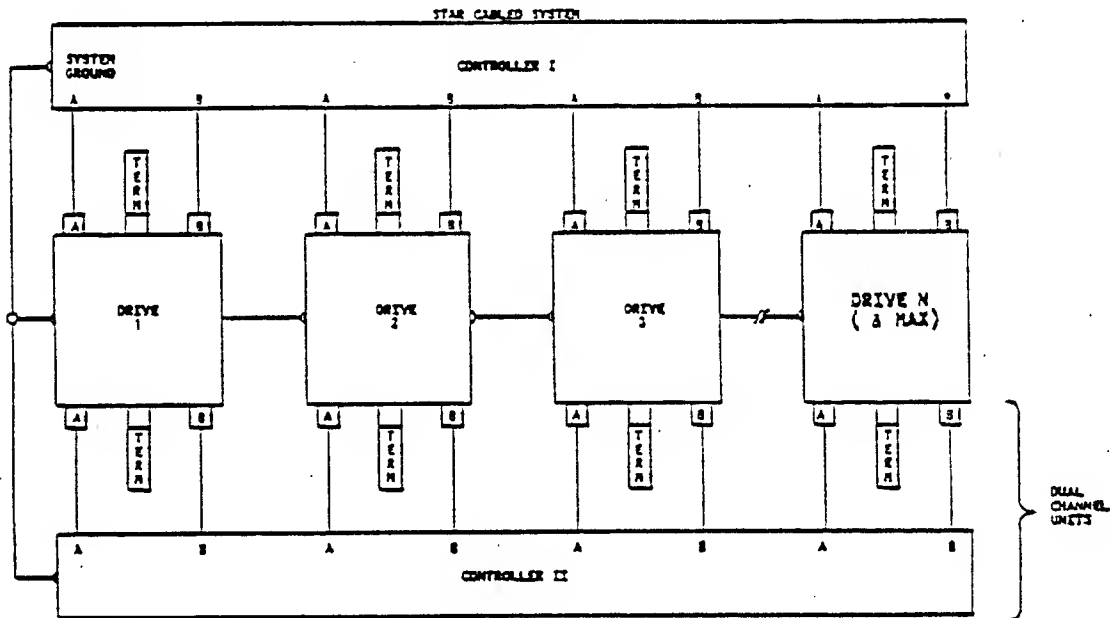 STAR CABLED SYSTEM
SYSTEM
GROUND
CONTROLLER I
A B A B A B A
TERM TERM TERM TERM
A B A B A B A B
DRIVE
1
DRIVE
2
DRIVE
3
DRIVE N
( MAX)
A B A B A B A B
TERM TERM TERM TERM
DUAL
CHANNEL
UNITS
A B A B A B A B
CONTROLLER II